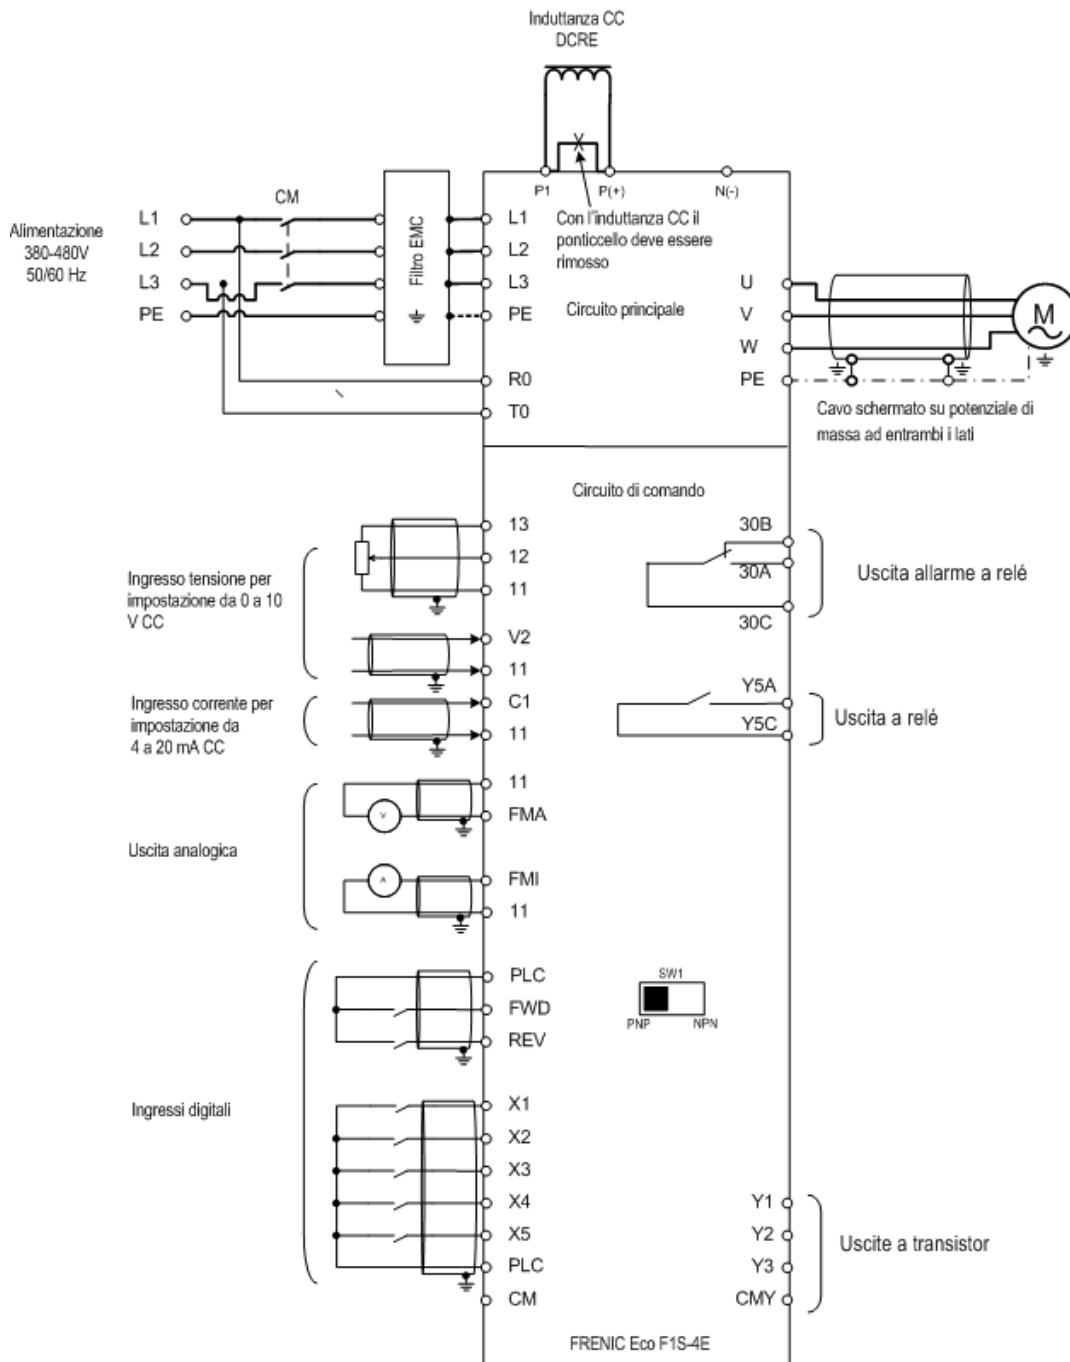 Induttanza CC
DCRE
P1
P(+)
N(-)
CM
Alimentazione
380-480V
50/60 Hz
L1
L2
L3
PE
Filtro EMC
L1
L2
L3
PE
R0
T0
Con l'induttanza CC il
ponticcello deve essere
rimosso
Circuito principale
U
V
W
PE
M
Cavo schermato su potenziale di
massa ad entrambi i lati
Circuito di comando
Ingresso tensione per
impostazione da 0 a 10
V CC
13
12
11
V2
11
Ingresso corrente per
impostazione da
4 a 20 mA CC
C1
11
30B
30A
30C
Uscita allarme a relé
Y5A
Y5C
Uscita a relé
Uscita analogica
11
FMA
V
A
FMI
11
Ingressi digitali
PLC
FWD
REV
X1
X2
X3
X4
X5
PLC
CM
SW1
PNP
NPN
Y1
Y2
Y3
CMY
Uscite a transistor
FRENIC Eco F1S-4E